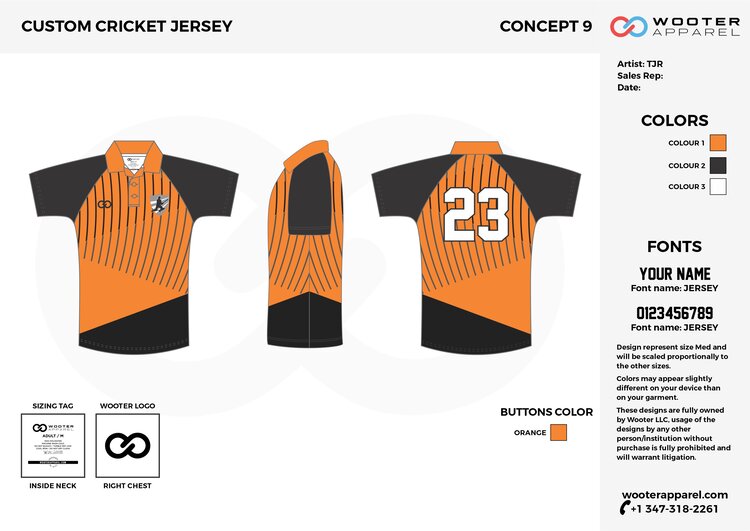 CUSTOM CRICKET JERSEY
CONCEPT 9
WOOTER
APPAREL
Artist: TJR
Sales Rep:
Date:
COLORS
COLOUR 1
COLOUR 2
COLOUR 3
23
FONTS
YOUR NAME
Font name: JERSEY
0123456789
Font name: JERSEY
Design represent size Med and
will be scaled proportionally to
the other sizes.
Colors may appear slightly
different on your device than
on your garment.
These designs are fully owned
by Wooter LLC, usage of the
designs by any other
person/institution without
purchase is fully prohibited and
will warrant litigation.
SIZING TAG
WOOTER
APPAREL
ADULT / M
INSIDE NECK
WOOTER LOGO
RIGHT CHEST
BUTTONS COLOR
ORANGE
wooterapparel.com
+1 347-318-2261